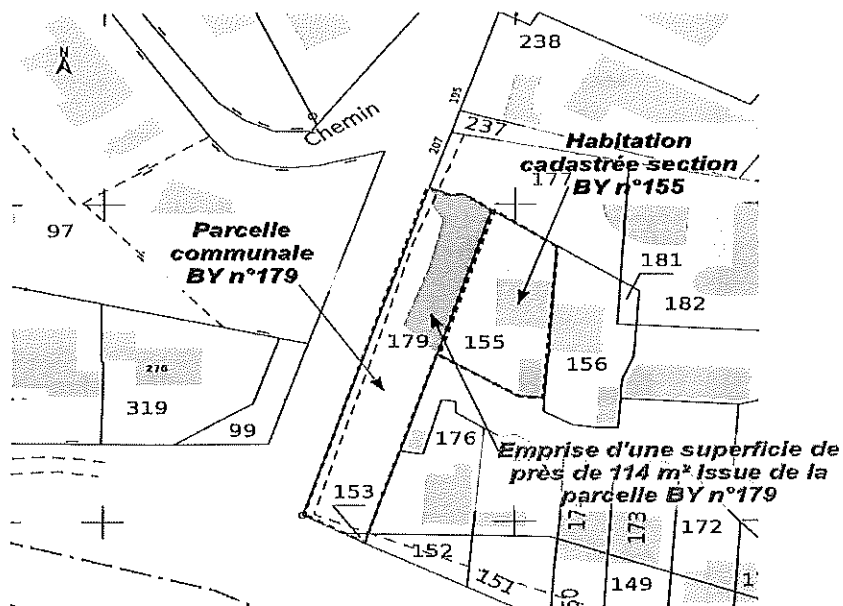 N
238
195
Chemin
237
207
Habitation
cadastrée section
BY n°155
177
97
Parcelle
communale
BY n°179
181
182
179
155
156
276
319
99
176
Emprise d'une superficie de
près de 114 m² Issue de la
parcelle BY n°179
153
173
172
152
151
149